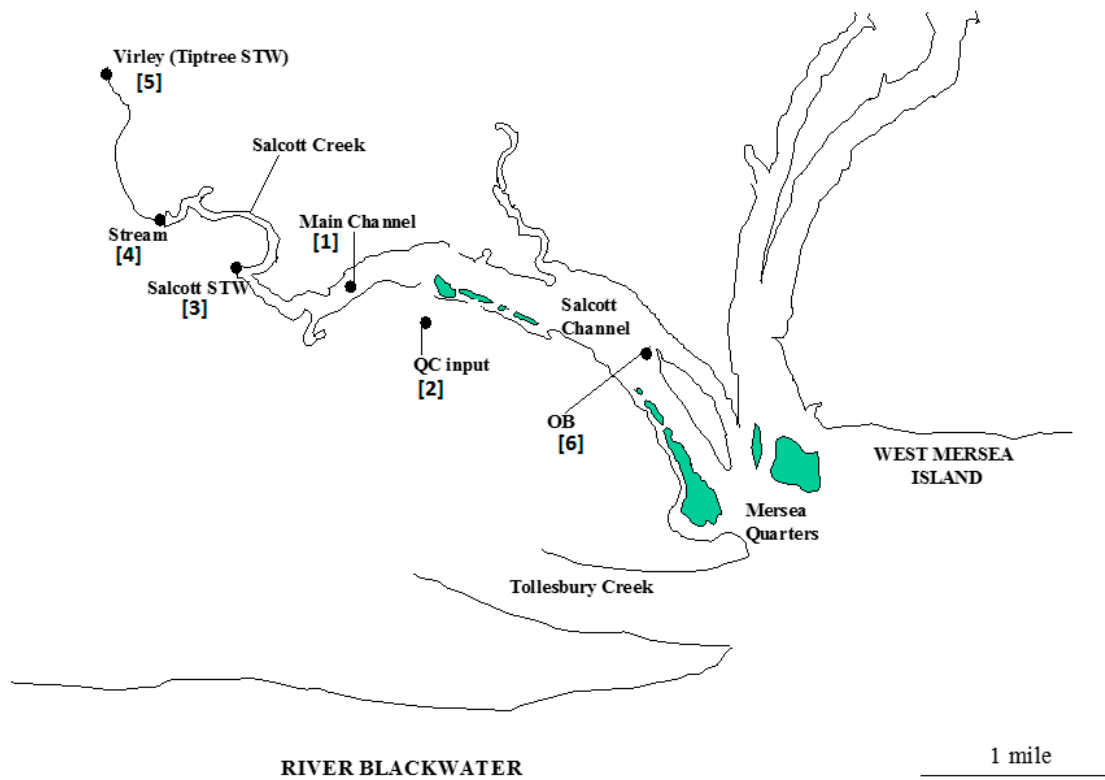 Virley (Tiptree STW)
[5]
Salcott Creek
Main Channel
[1]
Stream
[4]
Salcott STW
[3]
Salcott
Channel
QC input
[2]
OB
[6]
WEST MERSEA
ISLAND
Mersea
Quarters
Tollesbury Creek
1 mile
RIVER BLACKWATER